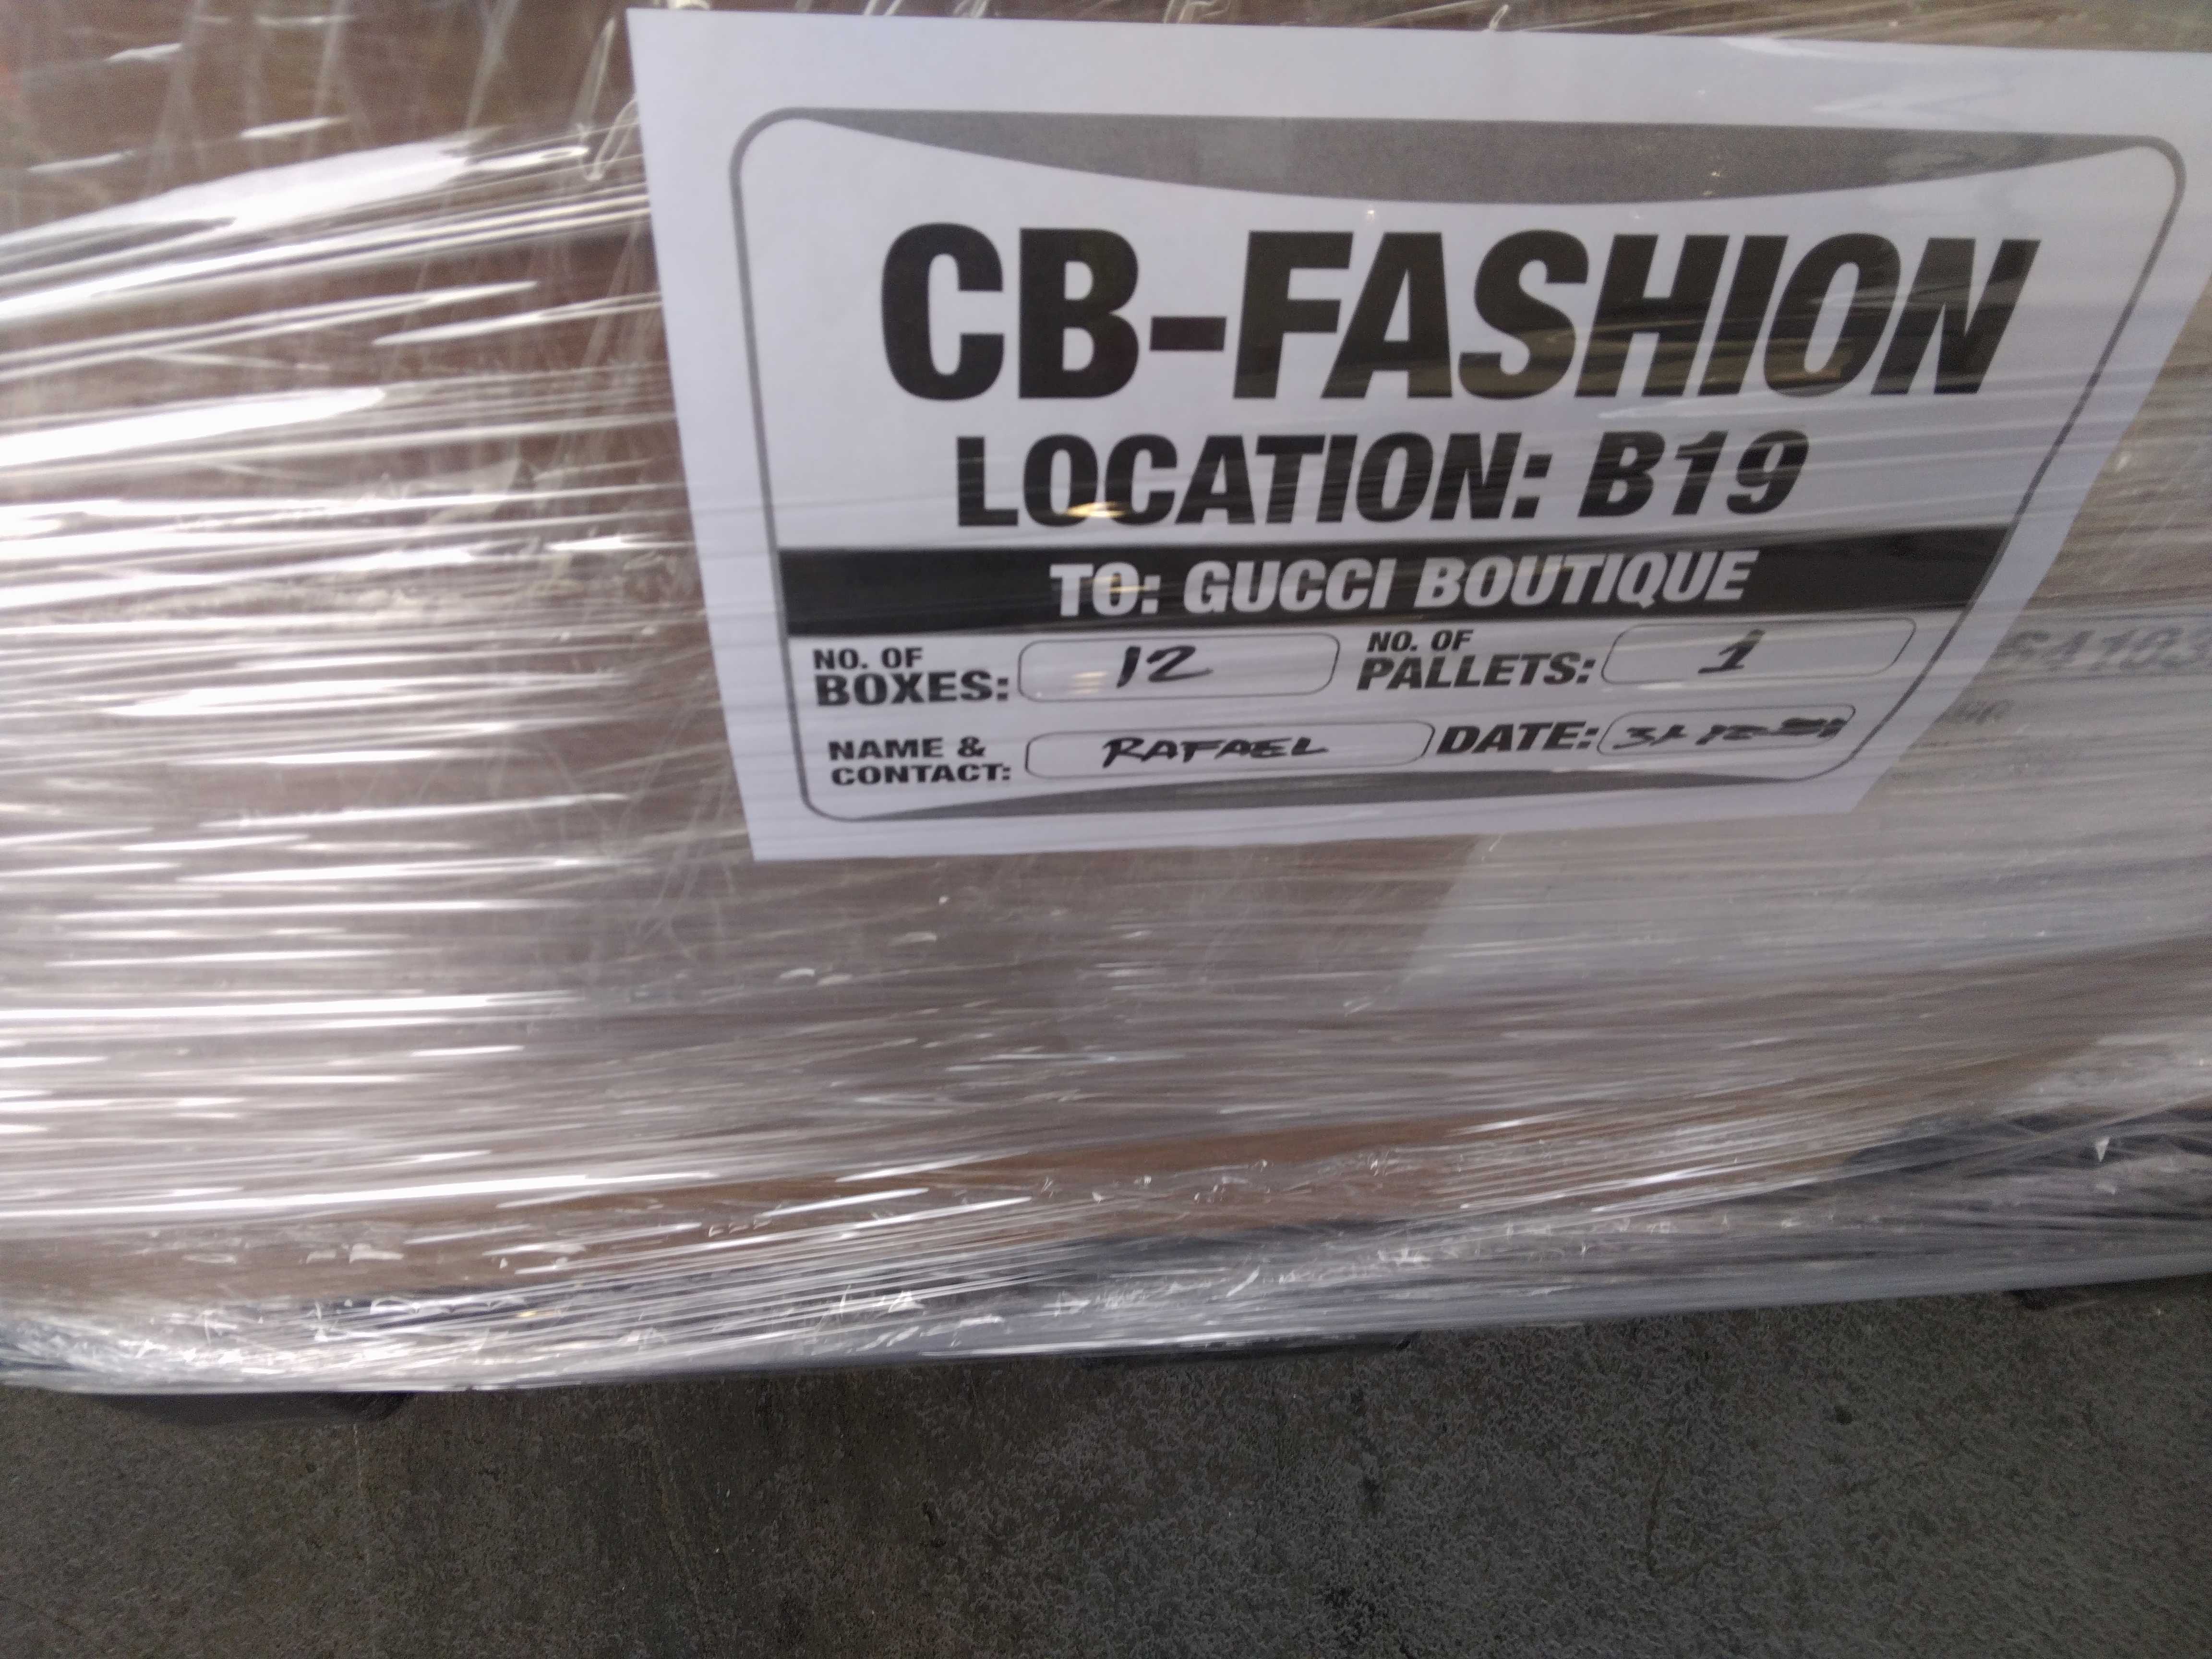 CB-FASHION
LOCATION: B19
TO: GUCCI BOUTIQUE
NO. OF BOXES: 12 NO. OF PALLETS: 1
NAME & CONTACT: RAFAEL DATE:
64103